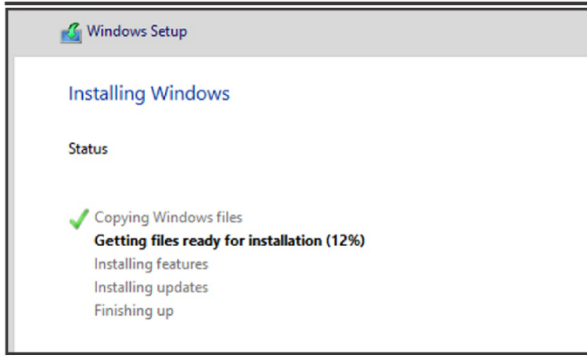 Windows Setup
Installing Windows
Status
Copying Windows files
Getting files ready for installation (12%)
Installing features
Installing updates
Finishing up